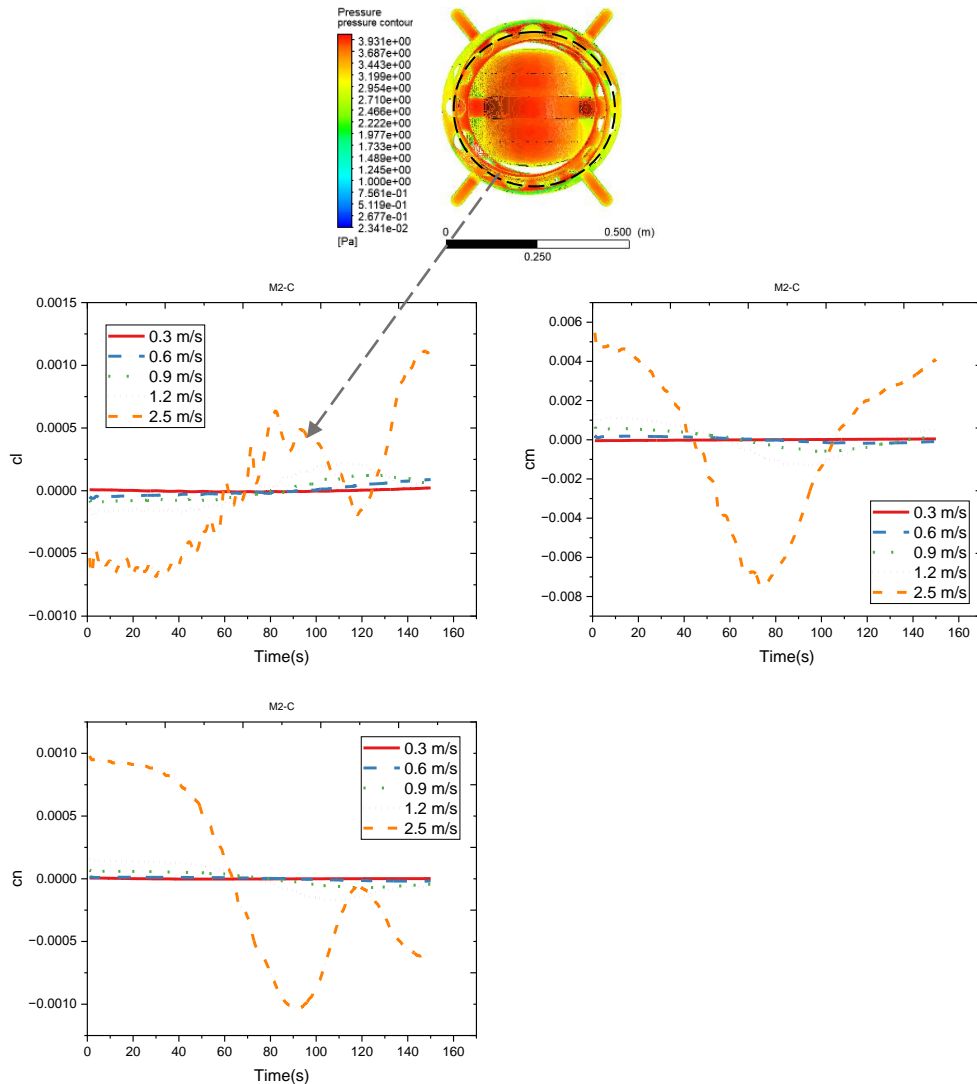 Pressure
pressure contour
3.931e+00
3.687e+00
3.443e+00
3.199e+00
2.954e+00
2.710e+00
2.466e+00
2.222e+00
1.977e+00
1.733e+00
1.489e+00
1.245e+00
1.000e+00
7.561e-01
5.119e-01
2.677e-01
2.341e-02
[Pa]
0 0.500 (m)
0.250
M2-C
0.0015
0.0010
0.0005
0.0000
−0.0005
−0.0010
cl
0.3 m/s
0.6 m/s
0.9 m/s
1.2 m/s
2.5 m/s
0 20 40 60 80 100 120 140 160
Time(s)
M2-C
0.006
0.004
0.002
0.000
−0.002
−0.004
−0.006
−0.008
cm
0.3 m/s
0.6 m/s
0.9 m/s
1.2 m/s
2.5 m/s
0 20 40 60 80 100 120 140 160
Time(s)
M2-C
0.0010
0.0005
0.0000
−0.0005
−0.0010
cn
0.3 m/s
0.6 m/s
0.9 m/s
1.2 m/s
2.5 m/s
0 20 40 60 80 100 120 140 160
Time(s)